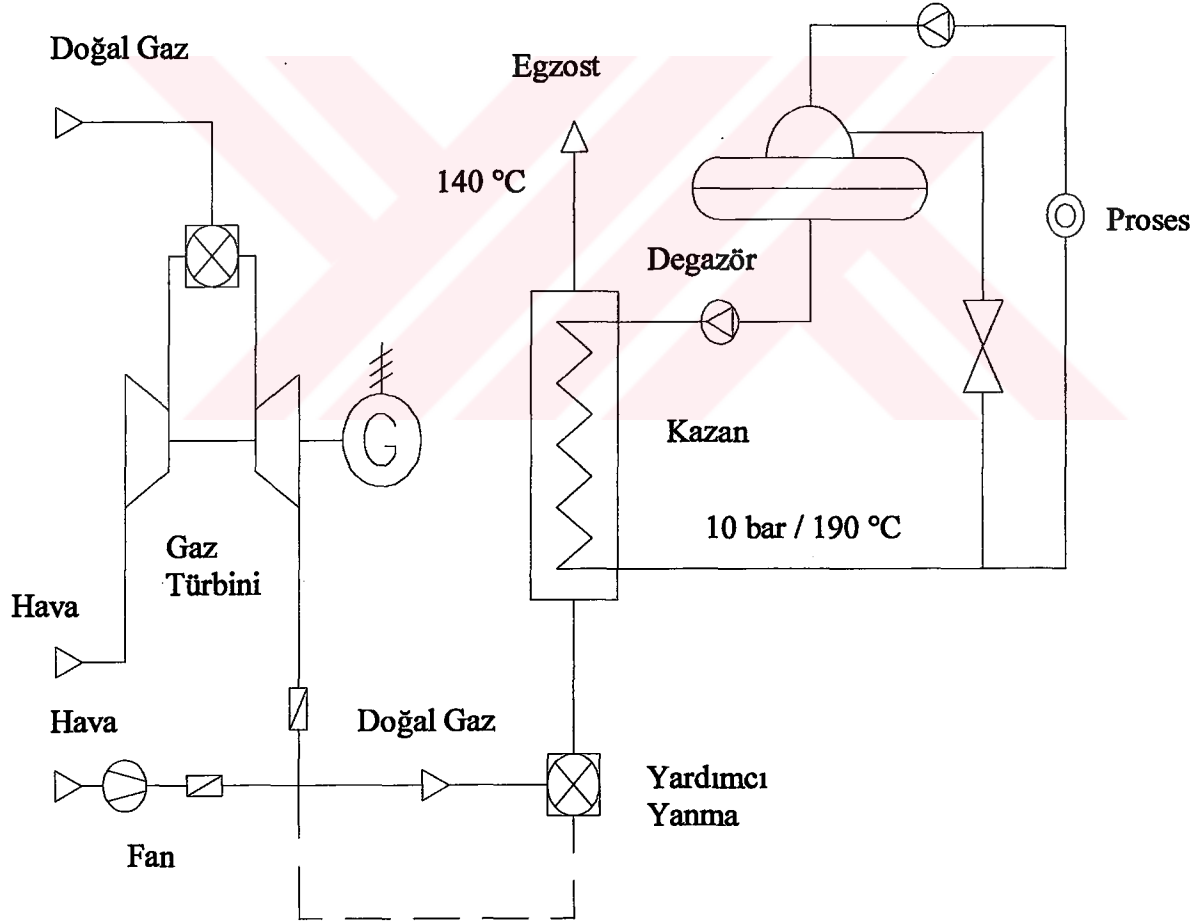 Doğal Gaz
Egzost
140 °C
Proses
Degazör
G
Kazan
10 bar / 190 °C
Gaz
Türbini
Hava
Hava
Doğal Gaz
Yardımcı
Yanma
Fan